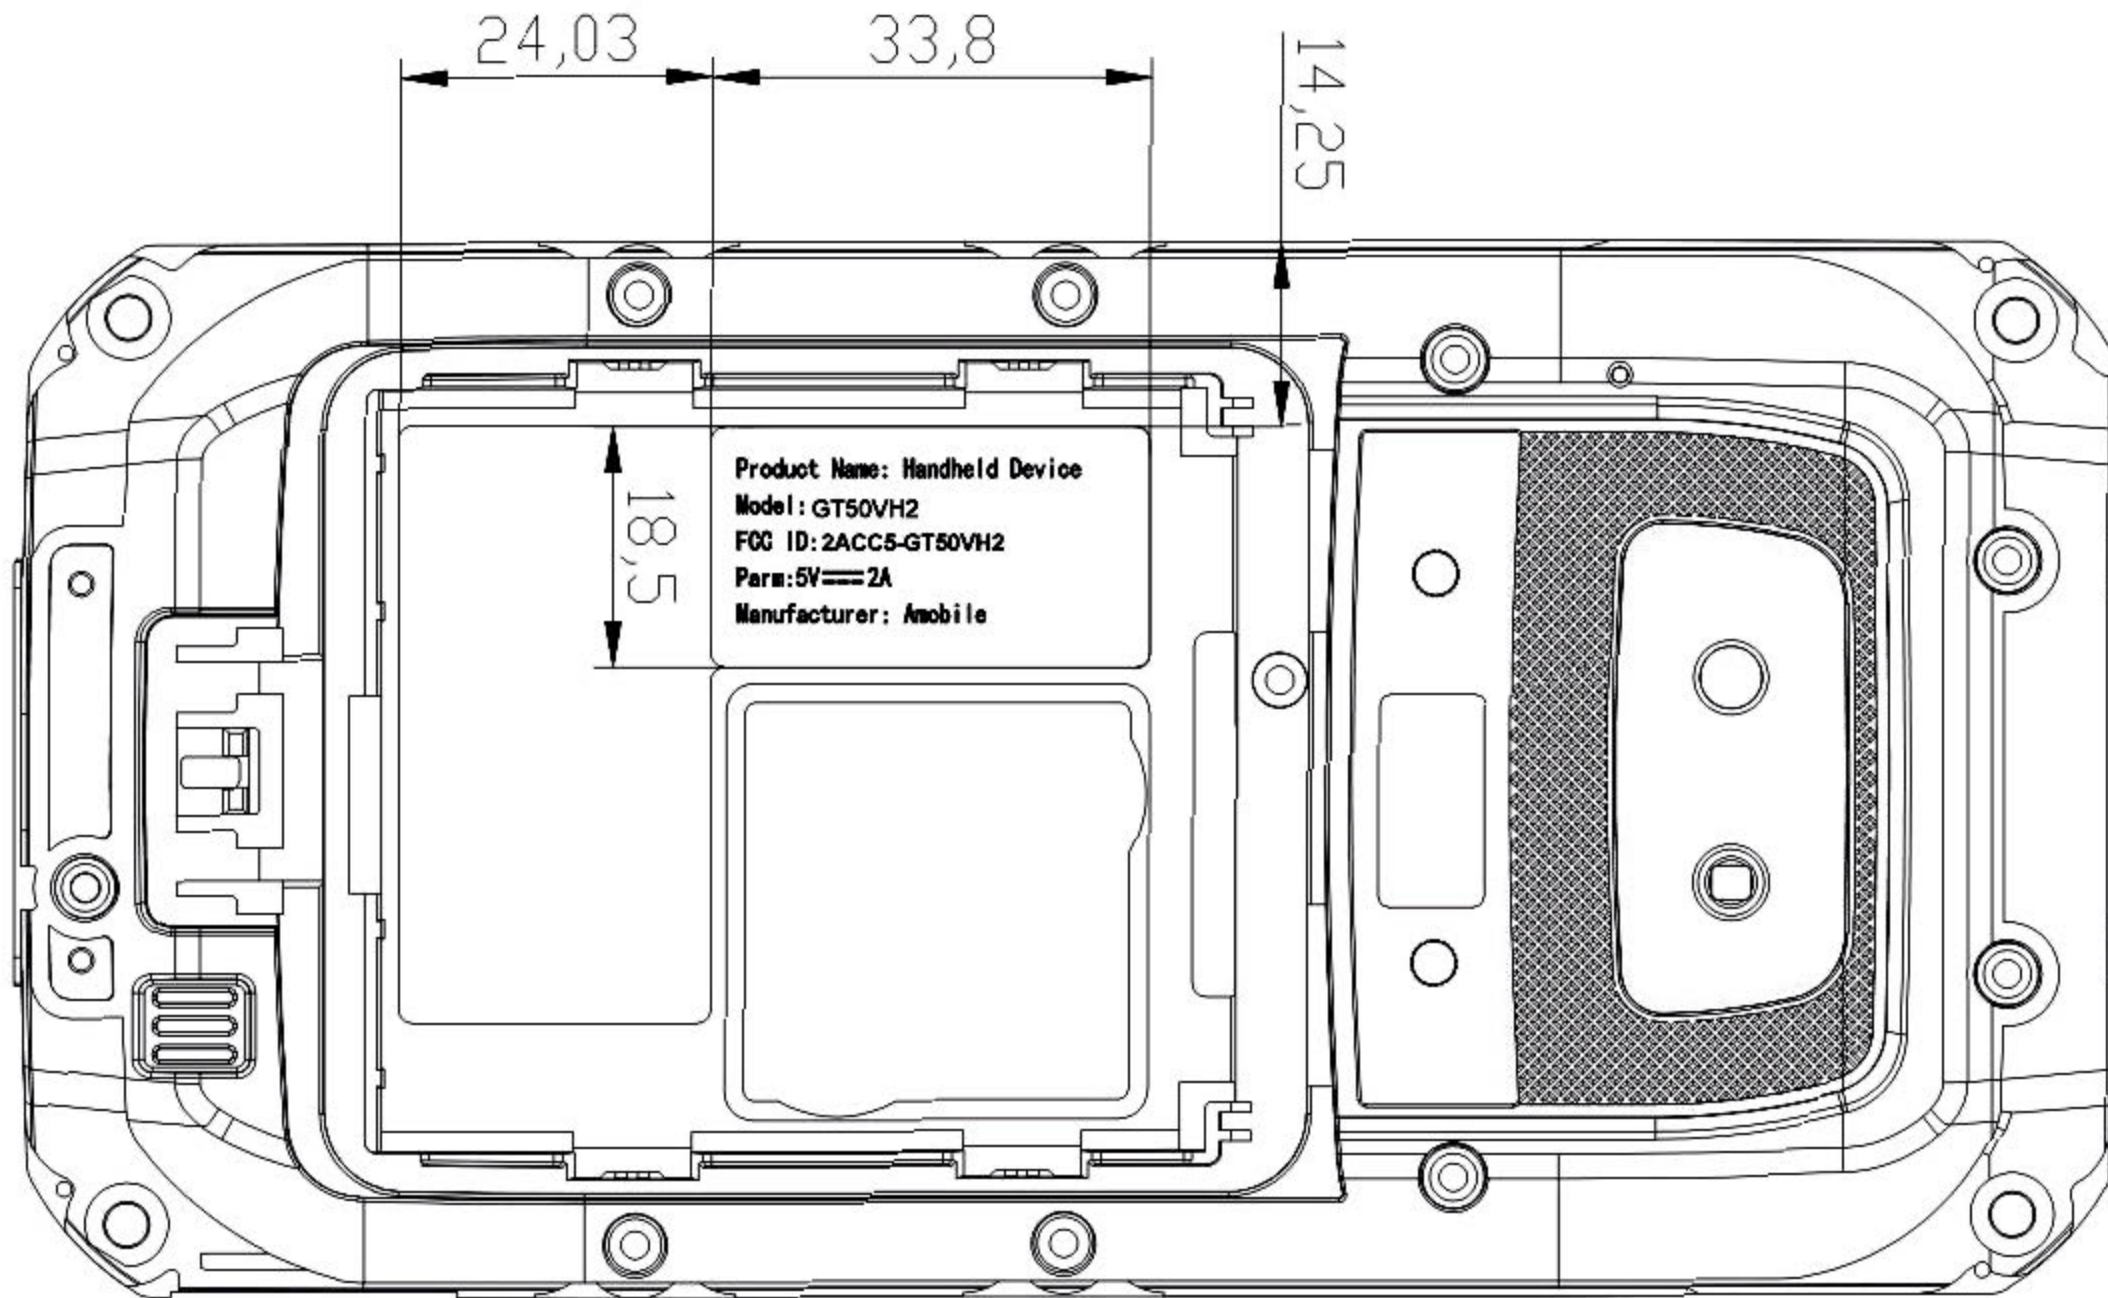 24,03
33,8
14,25
18,5
Product Name: Handheld Device
Model: GT50VH2
FCC ID: 2ACC5-GT50VH2
Parm:5V===2A
Manufacturer: Amobile